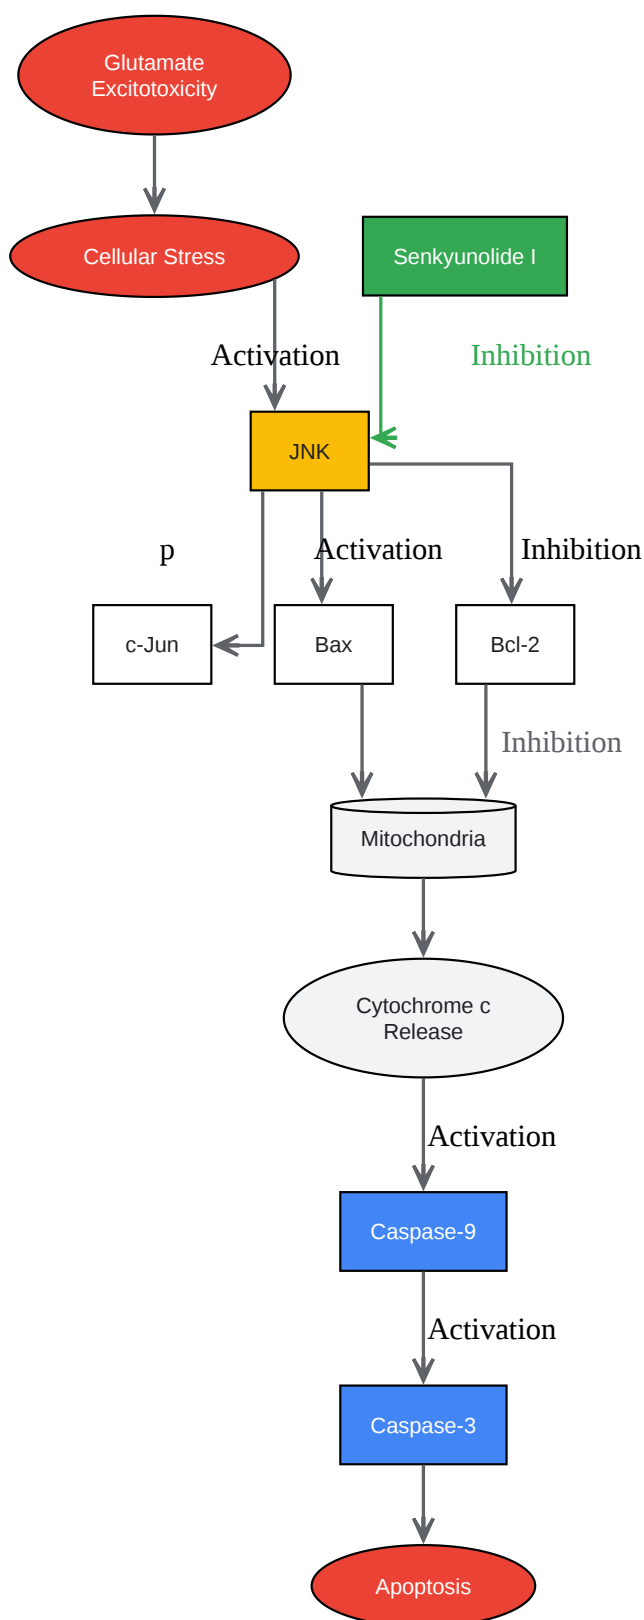 Glutamate
Excitotoxicity
Cellular Stress
Senkyunolide I
Activation
Inhibition
JNK
p
Activation
Inhibition
c-Jun
Bax
Bcl-2
Inhibition
Mitochondria
Cytochrome c
Release
Activation
Caspase-9
Activation
Caspase-3
Apoptosis